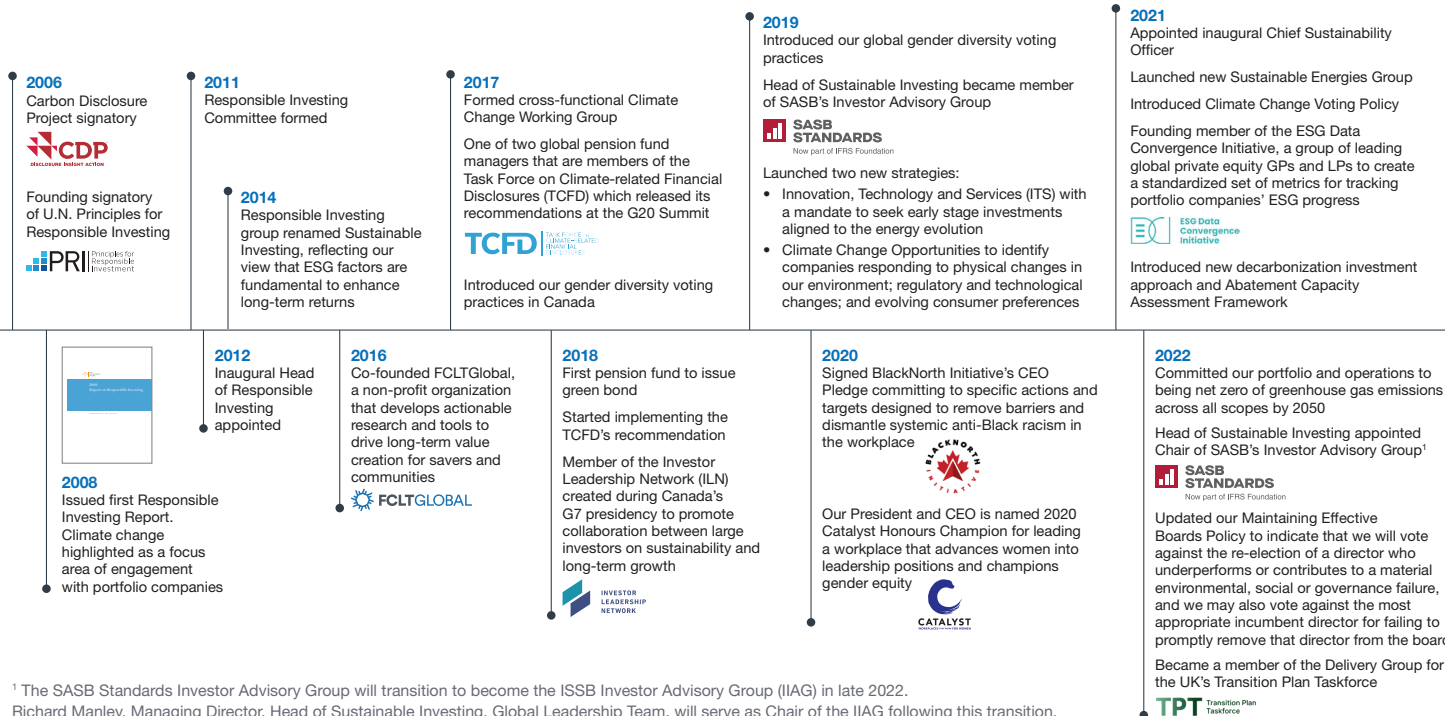 2006
Carbon Disclosure
Project signatory
CDP
DISCLOSURE INSIGHT ACTION
Founding signatory
of U.N. Principles for
Responsible Investing
PRI Principles for
Responsible
Investment
2008
Issued first Responsible
Investing Report.
Climate change
highlighted as a focus
area of engagement
with portfolio companies
2011
Responsible Investing
Committee formed
2012
Inaugural Head
of Responsible
Investing
appointed
2014
Responsible Investing
group renamed Sustainable
Investing, reflecting our
view that ESG factors are
fundamental to enhance
long-term returns
2016
Co-founded FCLTGlobal,
a non-profit organization
that develops actionable
research and tools to
drive long-term value
creation for savers and
communities
FCLTGLOBAL
2017
Formed cross-functional Climate
Change Working Group
One of two global pension fund
managers that are members of the
Task Force on Climate-related Financial
Disclosures (TCFD) which released its
recommendations at the G20 Summit
TCFD TASK FORCE ON
CLIMATE-RELATED
FINANCIAL
DISCLOSURES
Introduced our gender diversity voting
practices in Canada
2018
First pension fund to issue
green bond
Started implementing the
TCFD's recommendation
Member of the Investor
Leadership Network (ILN)
created during Canada's
G7 presidency to promote
collaboration between large
investors on sustainability and
long-term growth
INVESTOR
LEADERSHIP
NETWORK
2019
Introduced our global gender diversity voting
practices
Head of Sustainable Investing became member
of SASB's Investor Advisory Group
SASB
STANDARDS
Now part of IFRS Foundation
Launched two new strategies:
• Innovation, Technology and Services (ITS) with
a mandate to seek early stage investments
aligned to the energy evolution
• Climate Change Opportunities to identify
companies responding to physical changes in
our environment; regulatory and technological
changes; and evolving consumer preferences
2020
Signed BlackNorth Initiative's CEO
Pledge committing to specific actions and
targets designed to remove barriers and
dismantle systemic anti-Black racism in
the workplace
BLACKNORTH
INITIATIVE
Our President and CEO is named 2020
Catalyst Honours Champion for leading
a workplace that advances women into
leadership positions and champions
gender equity
CATALYST
2021
Appointed inaugural Chief Sustainability
Officer
Launched new Sustainable Energies Group
Introduced Climate Change Voting Policy
Founding member of the ESG Data
Convergence Initiative, a group of leading
global private equity GPs and LPs to create
a standardized set of metrics for tracking
portfolio companies' ESG progress
ESG Data
Convergence
Initiative
Introduced new decarbonization investment
approach and Abatement Capacity
Assessment Framework
2022
Committed our portfolio and operations to
being net zero of greenhouse gas emissions
across all scopes by 2050
Head of Sustainable Investing appointed
Chair of SASB's Investor Advisory Group¹
SASB
STANDARDS
Now part of IFRS Foundation
Updated our Maintaining Effective
Boards Policy to indicate that we will vote
against the re-election of a director who
underperforms or contributes to a material
environmental, social or governance failure,
and we may also vote against the most
appropriate incumbent director for failing to
promptly remove that director from the board
Became a member of the Delivery Group for
the UK's Transition Plan Taskforce
TPT Transition Plan
Taskforce
¹ The SASB Standards Investor Advisory Group will transition to become the ISSB Investor Advisory Group (IIAG) in late 2022.
Richard Manley, Managing Director, Head of Sustainable Investing, Global Leadership Team, will serve as Chair of the IIAG following this transition.